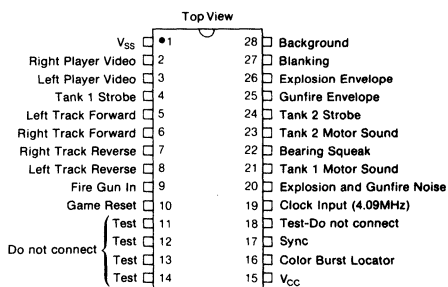 Top View
V_SS 1 28 Background
Right Player Video 2 27 Blanking
Left Player Video 3 26 Explosion Envelope
Tank 1 Strobe 4 25 Gunfire Envelope
Left Track Forward 5 24 Tank 2 Strobe
Right Track Forward 6 23 Tank 2 Motor Sound
Right Track Reverse 7 22 Bearing Squeak
Left Track Reverse 8 21 Tank 1 Motor Sound
Fire Gun In 9 20 Explosion and Gunfire Noise
Game Reset 10 19 Clock Input (4.09MHz)
Test 11 18 Test-Do not connect
Do not connect Test 12 17 Sync
Test 13 16 Color Burst Locator
Test 14 15 V_CC